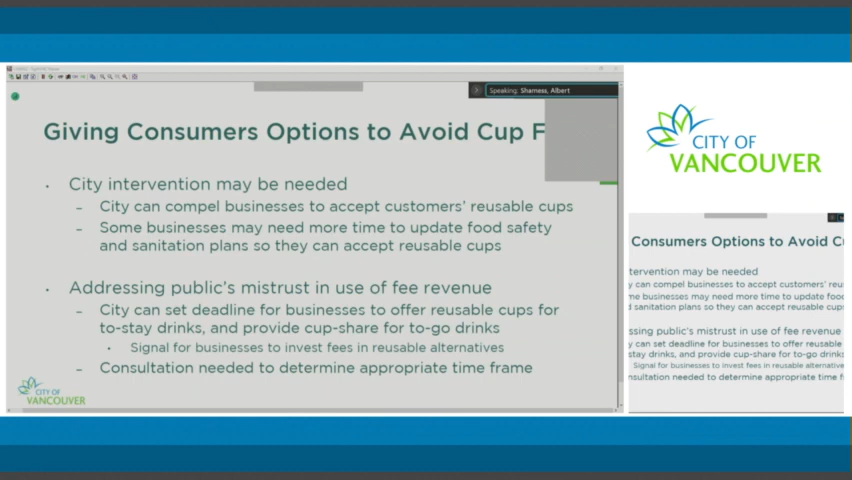 Speaking: Shamess, Albert
Giving Consumers Options to Avoid Cup F
• City intervention may be needed
– City can compel businesses to accept customers' reusable cups
– Some businesses may need more time to update food safety
and sanitation plans so they can accept reusable cups
• Addressing public's mistrust in use of fee revenue
– City can set deadline for businesses to offer reusable cups for
to-stay drinks, and provide cup-share for to-go drinks
• Signal for businesses to invest fees in reusable alternatives
– Consultation needed to determine appropriate time frame
CITY OF
VANCOUVER
CITY OF
VANCOUVER
Consumers Options to Avoid C
tervention may be needed
y can compel businesses to accept customers' reu
me businesses may need more time to update food
d sanitation plans so they can accept reusable cups
ssing public's mistrust in use of fee revenue
y can set deadline for businesses to offer reusable
stay drinks, and provide cup-share for to-go drinks
Signal for businesses to invest fees in reusable alternative
nsultation needed to determine appropriate time f